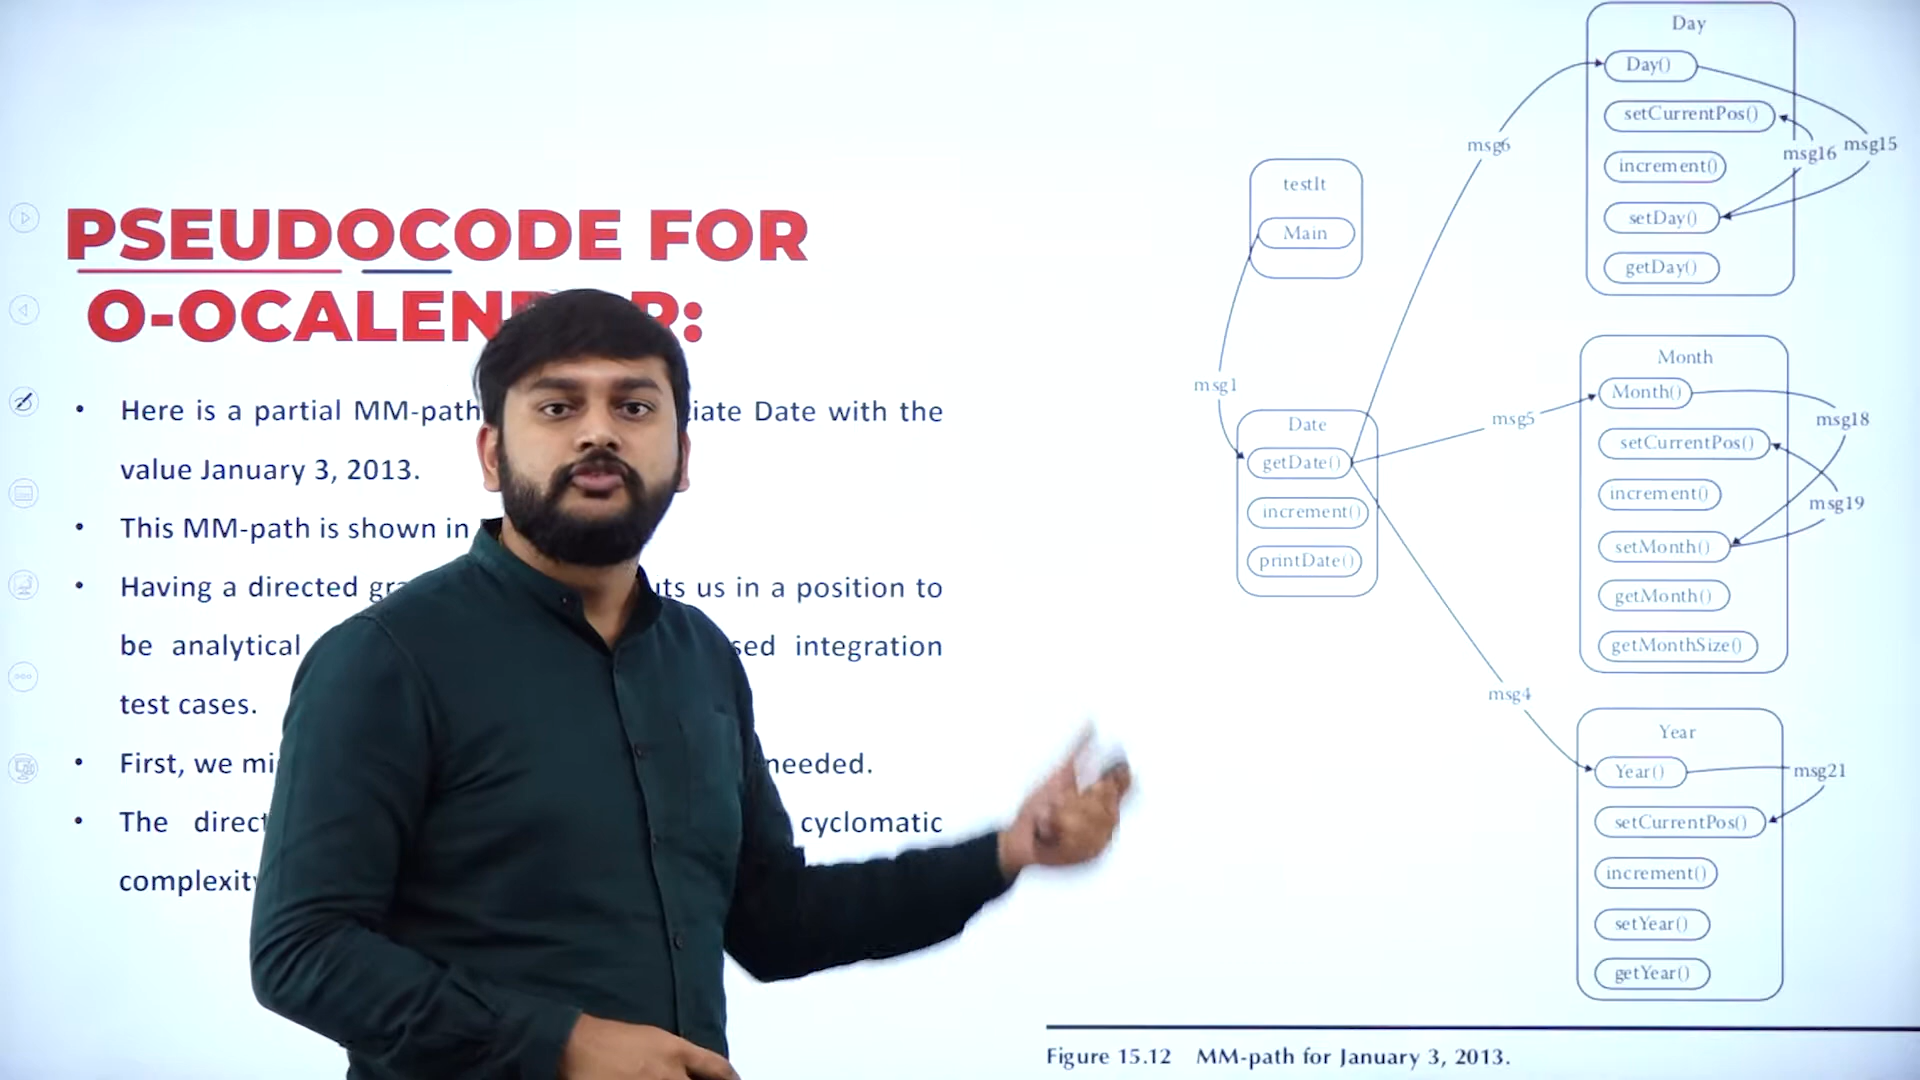 PSEUDOCODE FOR
O-OCALEN R:
• Here is a partial MM-path iate Date with the
value January 3, 2013.
• This MM-path is shown in
• Having a directed gr uts us in a position to
be analytical sed integration
test cases.
• First, we mi needed.
• The direct cyclomatic
complexity
testIt
Main
msg1
Date
getDate()
increment()
printDate()
msg6
msg5
msg4
Day
Day()
setCurrentPos()
increment()
setDay()
getDay()
msg16
msg15
Month
Month()
setCurrentPos()
increment()
setMonth()
getMonth()
getMonthSize()
msg18
msg19
Year
Year()
setCurrentPos()
increment()
setYear()
getYear()
msg21
Figure 15.12 MM-path for January 3, 2013.